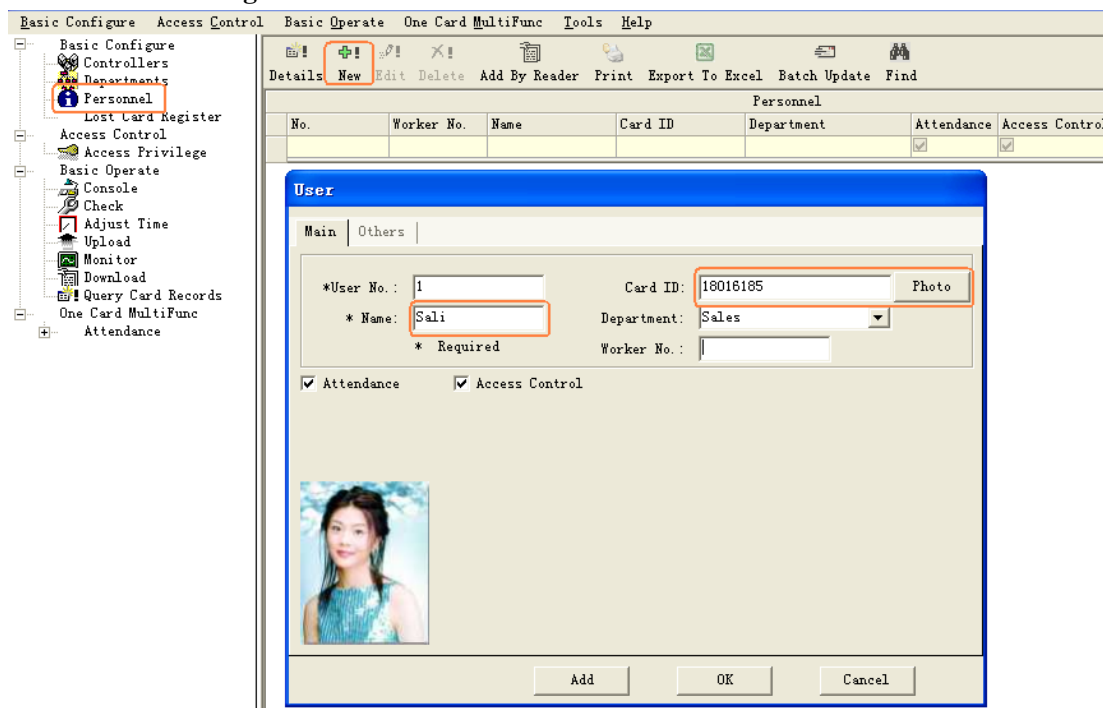 Basic Configure Access Control Basic Operate One Card MultiFunc Tools Help
Basic Configure
Controllers
Departments
Personnel
Lost Card Register
Access Control
Access Privilege
Basic Operate
Console
Check
Adjust Time
Upload
Monitor
Download
Query Card Records
One Card MultiFunc
Attendance
Details New Edit Delete Add By Reader Print Export To Excel Batch Update Find
Personnel
No. Worker No. Name Card ID Department Attendance Access Control
User
Main Others
*User No.: 1 Card ID: 18016185 Photo
* Name: Sali Department: Sales
* Required Worker No.:
Attendance Access Control
Add OK Cancel